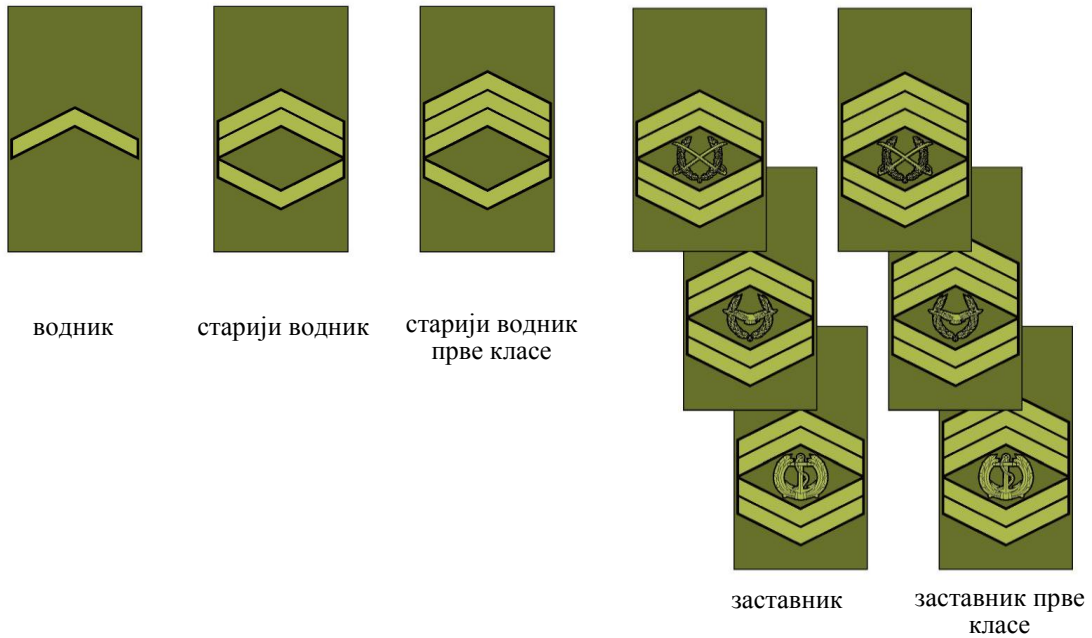 водник
старији водник
старији водник
прве класе
заставник
заставник прве
класе